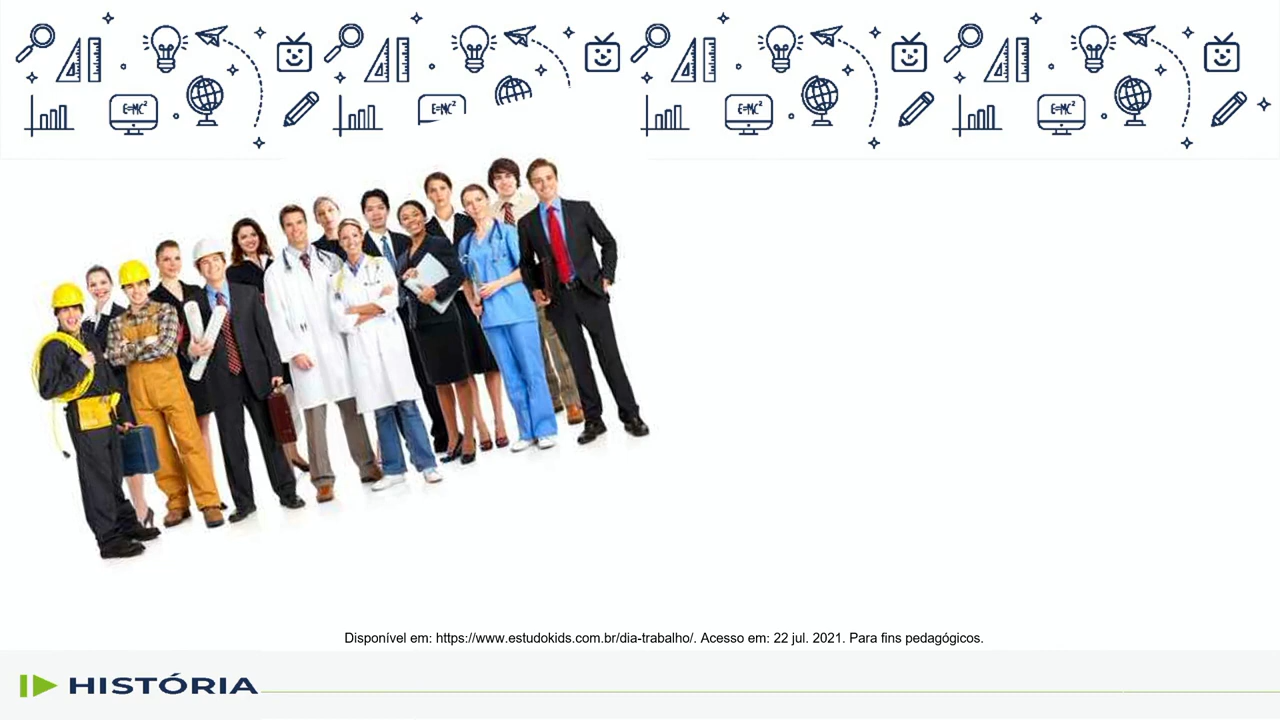 E=MC² E=MC² E=MC² E=MC²
Disponível em: https://www.estudokids.com.br/dia-trabalho/. Acesso em: 22 jul. 2021. Para fins pedagógicos.
HISTÓRIA